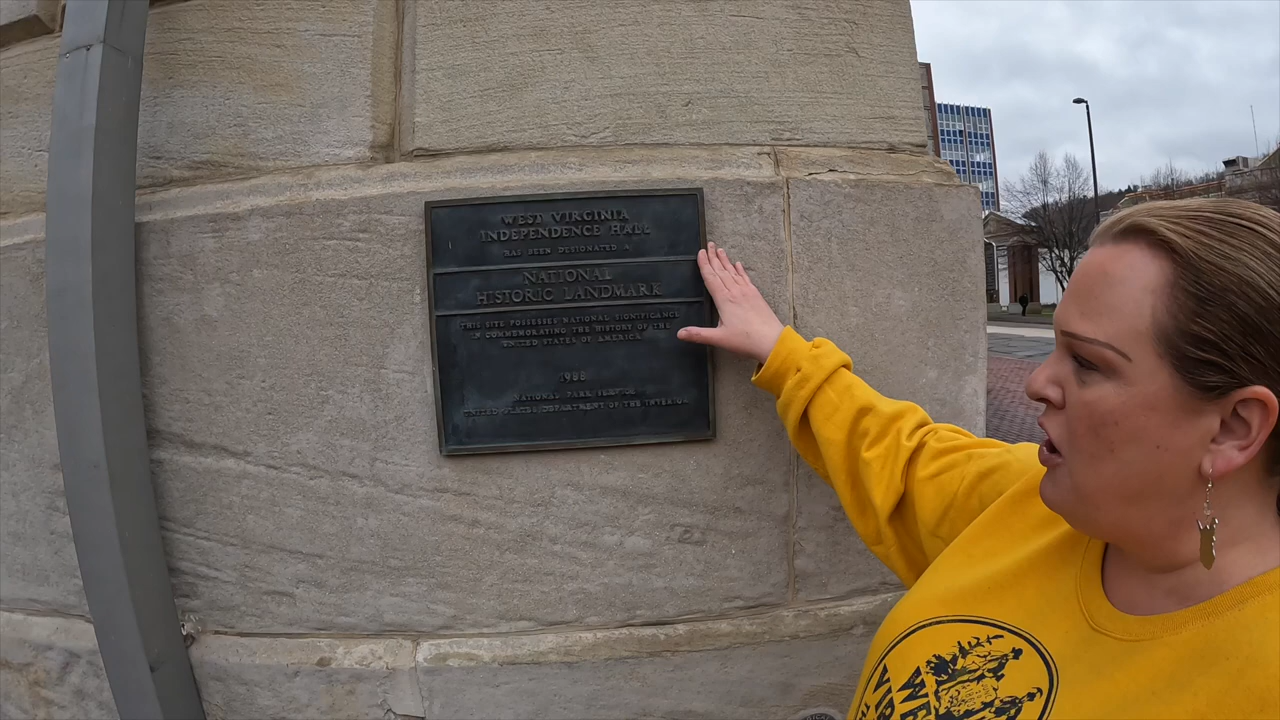 WEST VIRGINIA
INDEPENDENCE HALL
HAS BEEN DESIGNATED A
NATIONAL
HISTORIC LANDMARK
THIS SITE POSSESSES NATIONAL SIGNIFICANCE
IN COMMEMORATING THE HISTORY OF THE
UNITED STATES OF AMERICA
1988
NATIONAL PARK SERVICE
UNITED STATES DEPARTMENT OF THE INTERIOR